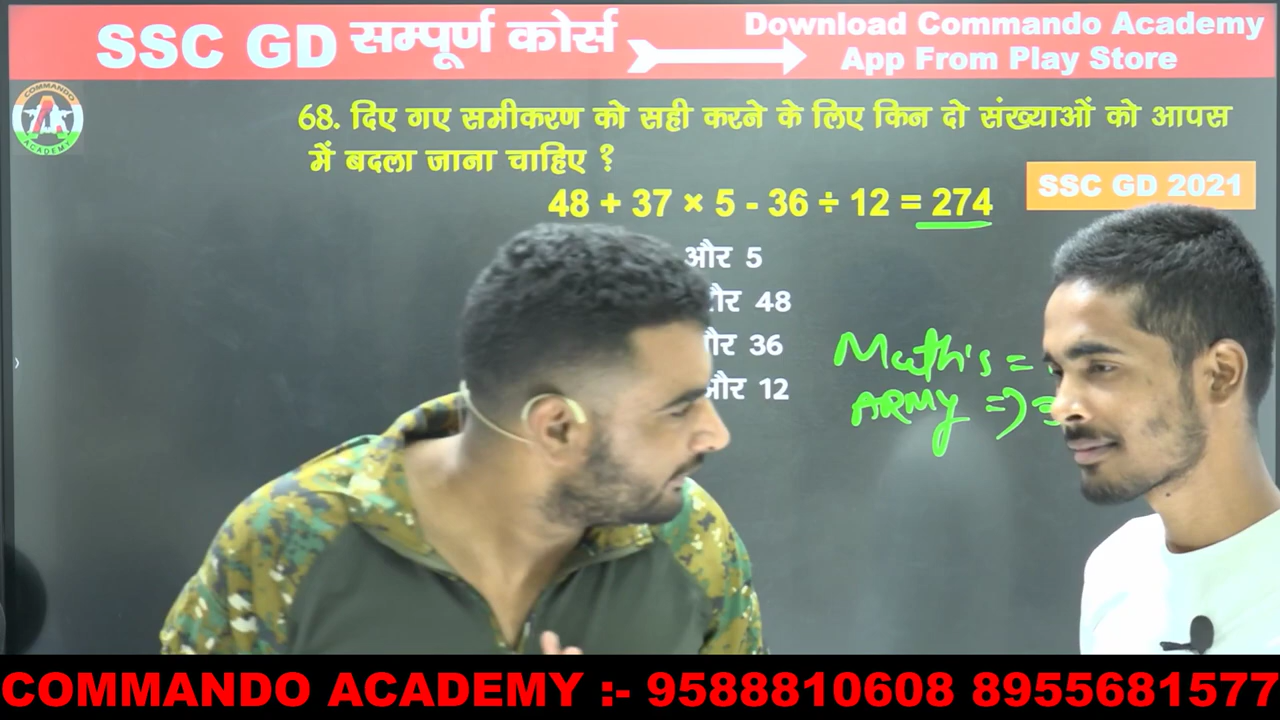 SSC GD सम्पूर्ण कोर्स
Download Commando Academy
App From Play Store
COMMANDO
ACADEMY
68. दिए गए समीकरण को सही करने के लिए किन दो संख्याओं को आपस
में बदला जाना चाहिए ?
SSC GD 2021
48 + 37 × 5 - 36 ÷ 12 = 274
और 5
48
36
और 12
Math's =
ARMY =>
COMMANDO ACADEMY :- 9588810608 8955681577